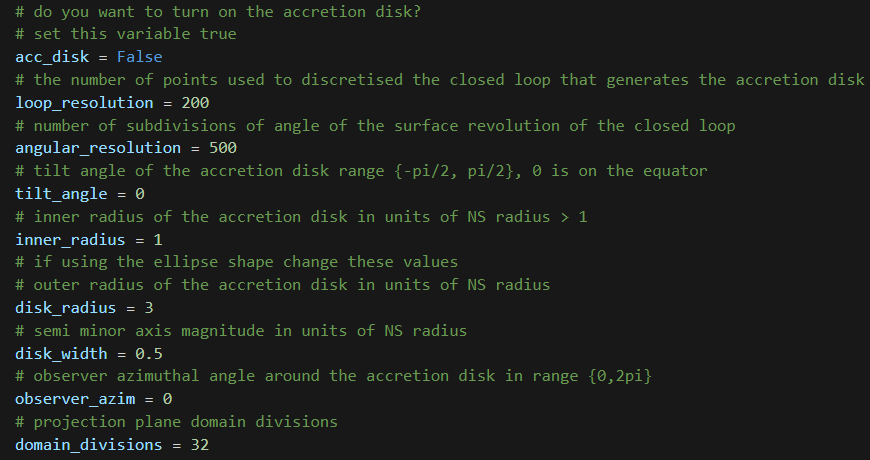 # do you want to turn on the accretion disk?
# set this variable true
acc_disk = False
# the number of points used to discretised the closed loop that generates the accretion disk
loop_resolution = 200
# number of subdivisions of angle of the surface revolution of the closed loop
angular_resolution = 500
# tilt angle of the accretion disk range {-pi/2, pi/2}, 0 is on the equator
tilt_angle = 0
# inner radius of the accretion disk in units of NS radius > 1
inner_radius = 1
# if using the ellipse shape change these values
# outer radius of the accretion disk in units of NS radius
disk_radius = 3
# semi minor axis magnitude in units of NS radius
disk_width = 0.5
# observer azimuthal angle around the accretion disk in range {0,2pi}
observer_azim = 0
# projection plane domain divisions
domain_divisions = 32